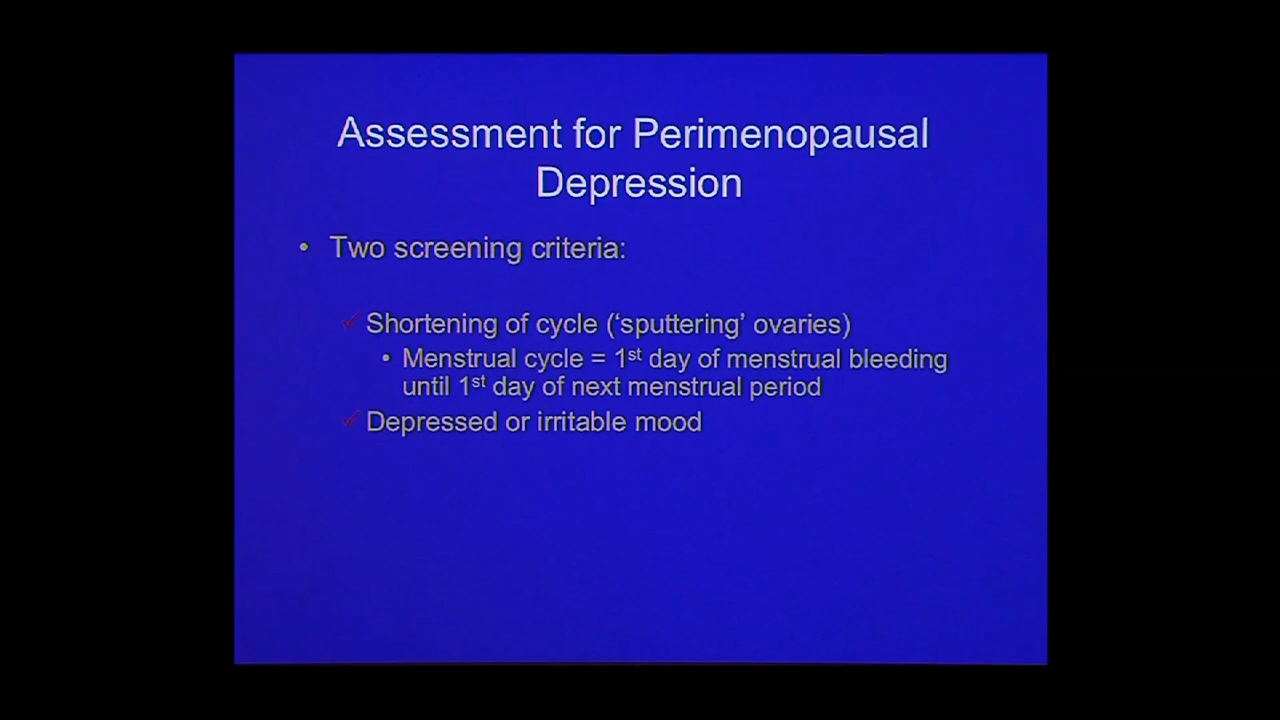 Assessment for Perimenopausal
Depression
• Two screening criteria:
✓ Shortening of cycle (‘sputtering’ ovaries)
• Menstrual cycle = 1st day of menstrual bleeding
until 1st day of next menstrual period
✓ Depressed or irritable mood